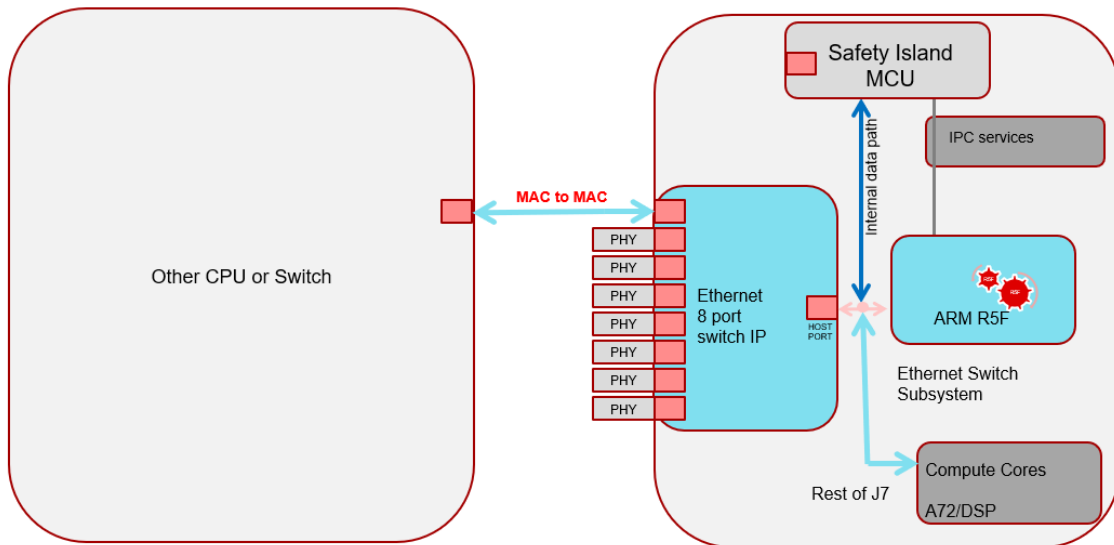 Other CPU or Switch
MAC to MAC
PHY
PHY
PHY
PHY
PHY
PHY
PHY
Ethernet
8 port
switch IP
HOST
PORT
Safety Island
MCU
Internal data path
IPC services
R5F
R5F
ARM R5F
Ethernet Switch
Subsystem
Rest of J7
Compute Cores
A72/DSP